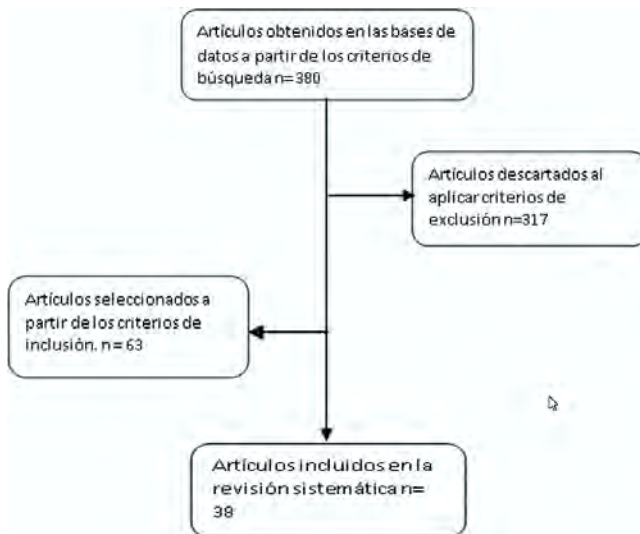 Artículos obtenidos en las bases de
datos a partir de los criterios de
búsqueda n=380
Artículos descartados al
aplicar criterios de
exclusión n=317
Artículos seleccionados a
partir de los criterios de
inclusión. n= 63
Artículos incluidos en la
revisión sistemática n=
38